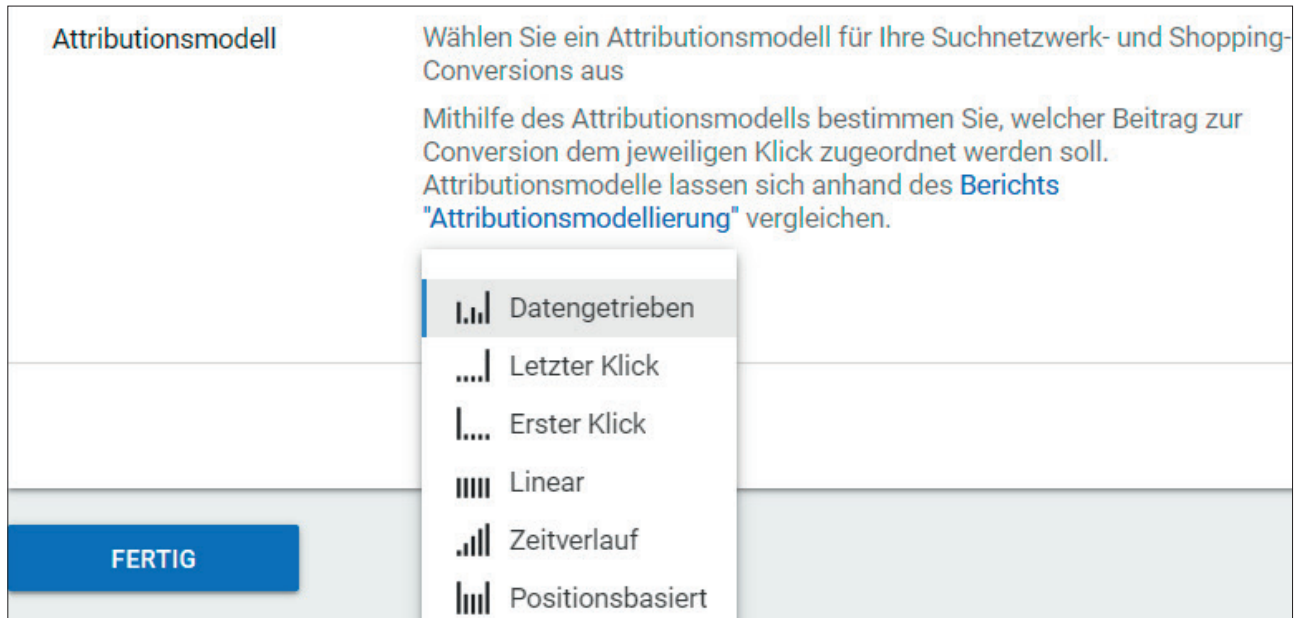 Attributionsmodell
Wählen Sie ein Attributionsmodell für Ihre Suchnetzwerk- und Shopping-
Conversions aus
Mithilfe des Attributionsmodells bestimmen Sie, welcher Beitrag zur
Conversion dem jeweiligen Klick zugeordnet werden soll.
Attributionsmodelle lassen sich anhand des Berichts
"Attributionsmodellierung" vergleichen.
Datengetrieben
Letzter Klick
Erster Klick
Linear
Zeitverlauf
Positionsbasiert
FERTIG